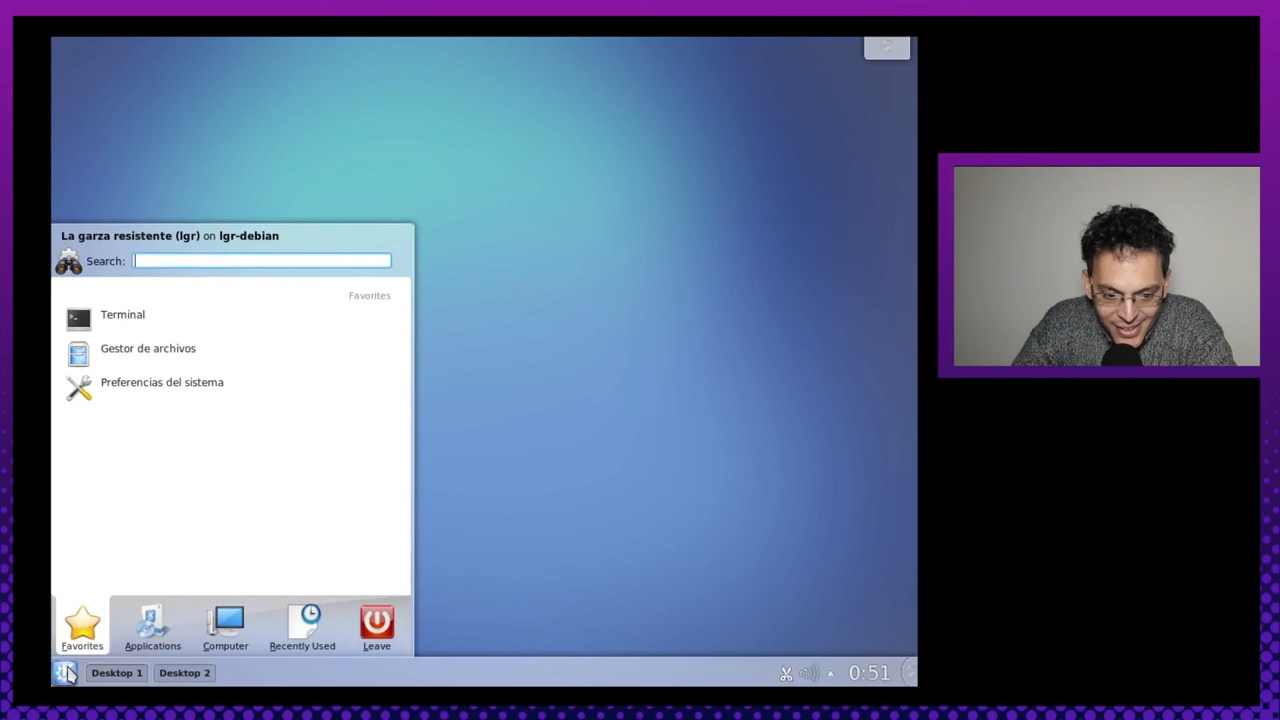 La garza resistente (lgr) on lgr-debian
Search:
Favorites
Terminal
Gestor de archivos
Preferencias del sistema
Favorites Applications Computer Recently Used Leave
Desktop 1 Desktop 2 0:51